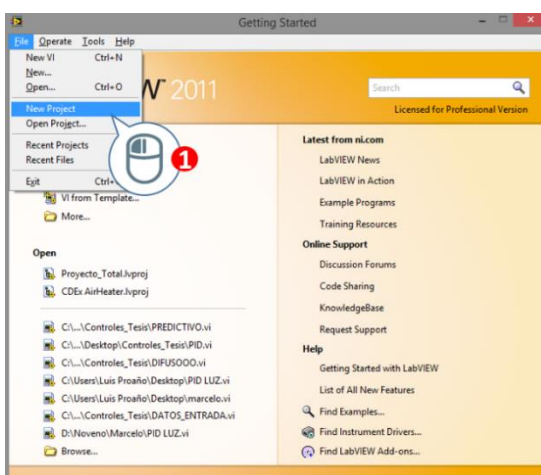 Getting Started
File Operate Tools Help
New VI Ctrl+N
New...
Open... Ctrl+O
New Project
Open Project...
Recent Projects
Recent Files
Exit
W™ 2011
Search
Licensed for Professional Version
1
VI from Template...
More...
Open
Proyecto_Total.lvproj
CDEx AirHeater.lvproj
C:\...\Controles_Tesis\PREDICTIVO.vi
C:\...\Desktop\Controles_Tesis\PID.vi
C:\...\Controles_Tesis\DIFUSOOO.vi
C:\Users\Luis Proaño\Desktop\PID LUZ.vi
C:\Users\Luis Proaño\Desktop\marcelo.vi
C:\...\Controles_Tesis\DATOS_ENTRADA.vi
D:\Noveno\Marcelo\PID LUZ.vi
Browse...
Latest from ni.com
LabVIEW News
LabVIEW in Action
Example Programs
Training Resources
Online Support
Discussion Forums
Code Sharing
KnowledgeBase
Request Support
Help
Getting Started with LabVIEW
List of All New Features
Find Examples...
Find Instrument Drivers...
Find LabVIEW Add-ons...